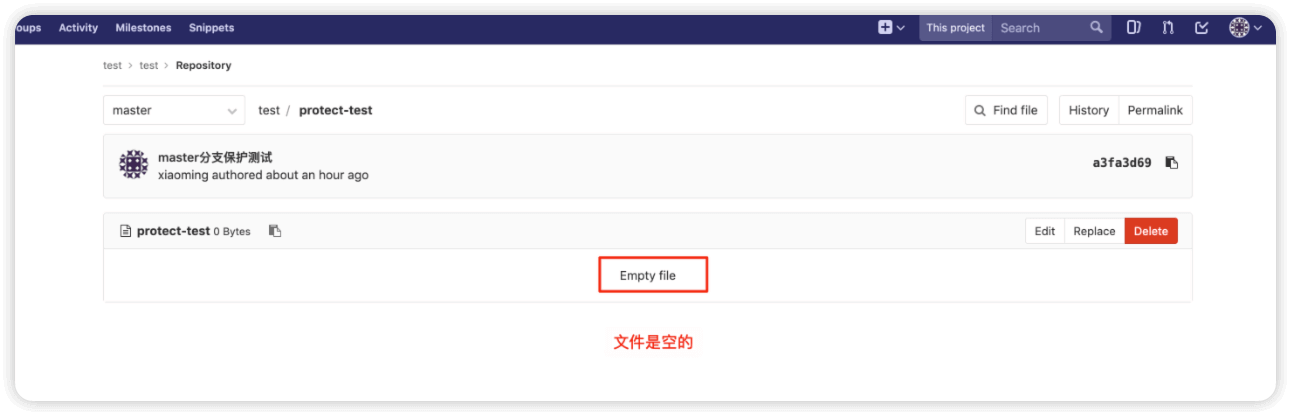 oups Activity Milestones Snippets This project Search
test > test > Repository
master test / protect-test Find file History Permalink
master分支保护测试
xiaoming authored about an hour ago
a3fa3d69
protect-test 0 Bytes Edit Replace Delete
Empty file
文件是空的